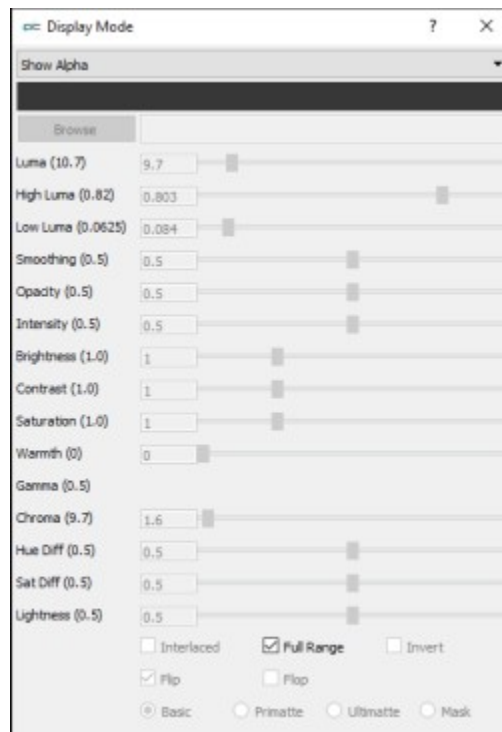 Display Mode ? X
Show Alpha
Browse
Luma (10.7) 9.7
High Luma (0.82) 0.803
Low Luma (0.0625) 0.084
Smoothing (0.5) 0.5
Opacity (0.5) 0.5
Intensity (0.5) 0.5
Brightness (1.0) 1
Contrast (1.0) 1
Saturation (1.0) 1
Warmth (0) 0
Gamma (0.5)
Chroma (9.7) 1.6
Hue Diff (0.5) 0.5
Sat Diff (0.5) 0.5
Lightness (0.5) 0.5
Interlaced Full Range Invert
Flip Flop
Basic Primatte Ultimatte Mask